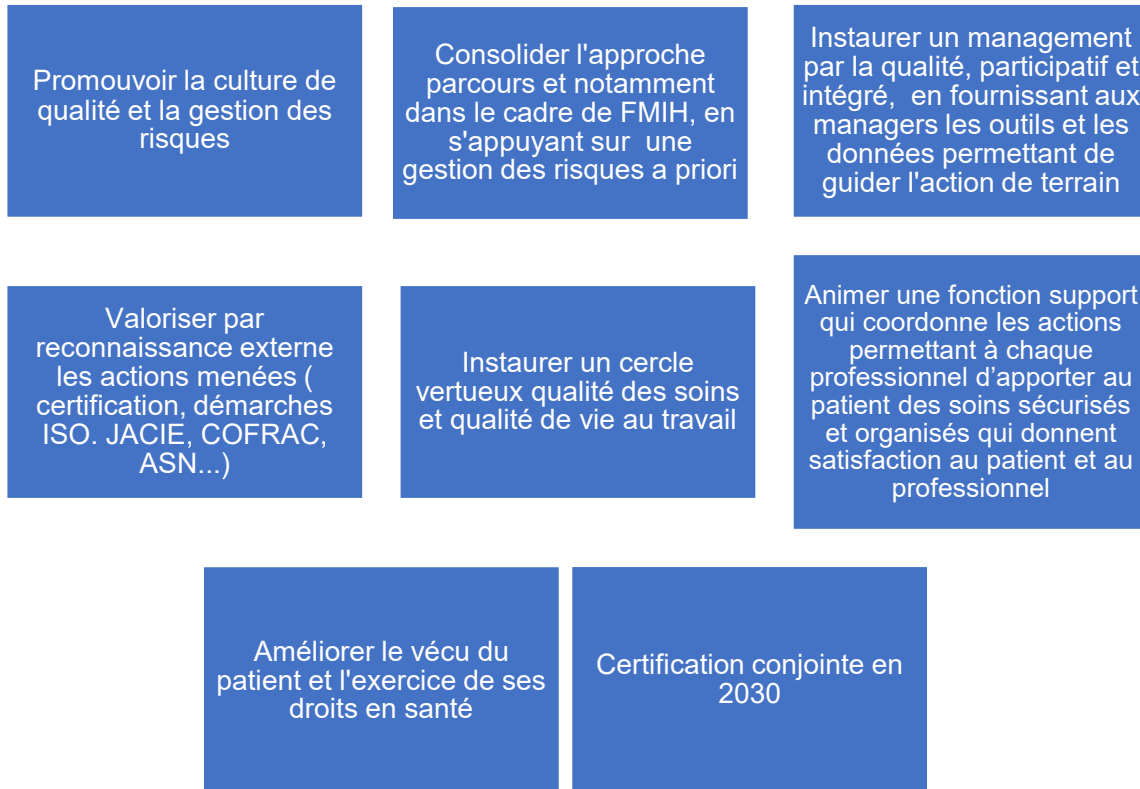 Promouvoir la culture de
qualité et la gestion des
risques
Consolider l'approche
parcours et notamment
dans le cadre de FMIH, en
s'appuyant sur une
gestion des risques a priori
Instaurer un management
par la qualité, participatif et
intégré, en fournissant aux
managers les outils et les
données permettant de
guider l'action de terrain
Valoriser par
reconnaissance externe
les actions menées (
certification, démarches
ISO. JACIE, COFRAC,
ASN...)
Instaurer un cercle
vertueux qualité des soins
et qualité de vie au travail
Animer une fonction support
qui coordonne les actions
permettant à chaque
professionnel d’apporter au
patient des soins sécurisés
et organisés qui donnent
satisfaction au patient et au
professionnel
Améliorer le vécu du
patient et l'exercice de ses
droits en santé
Certification conjointe en
2030